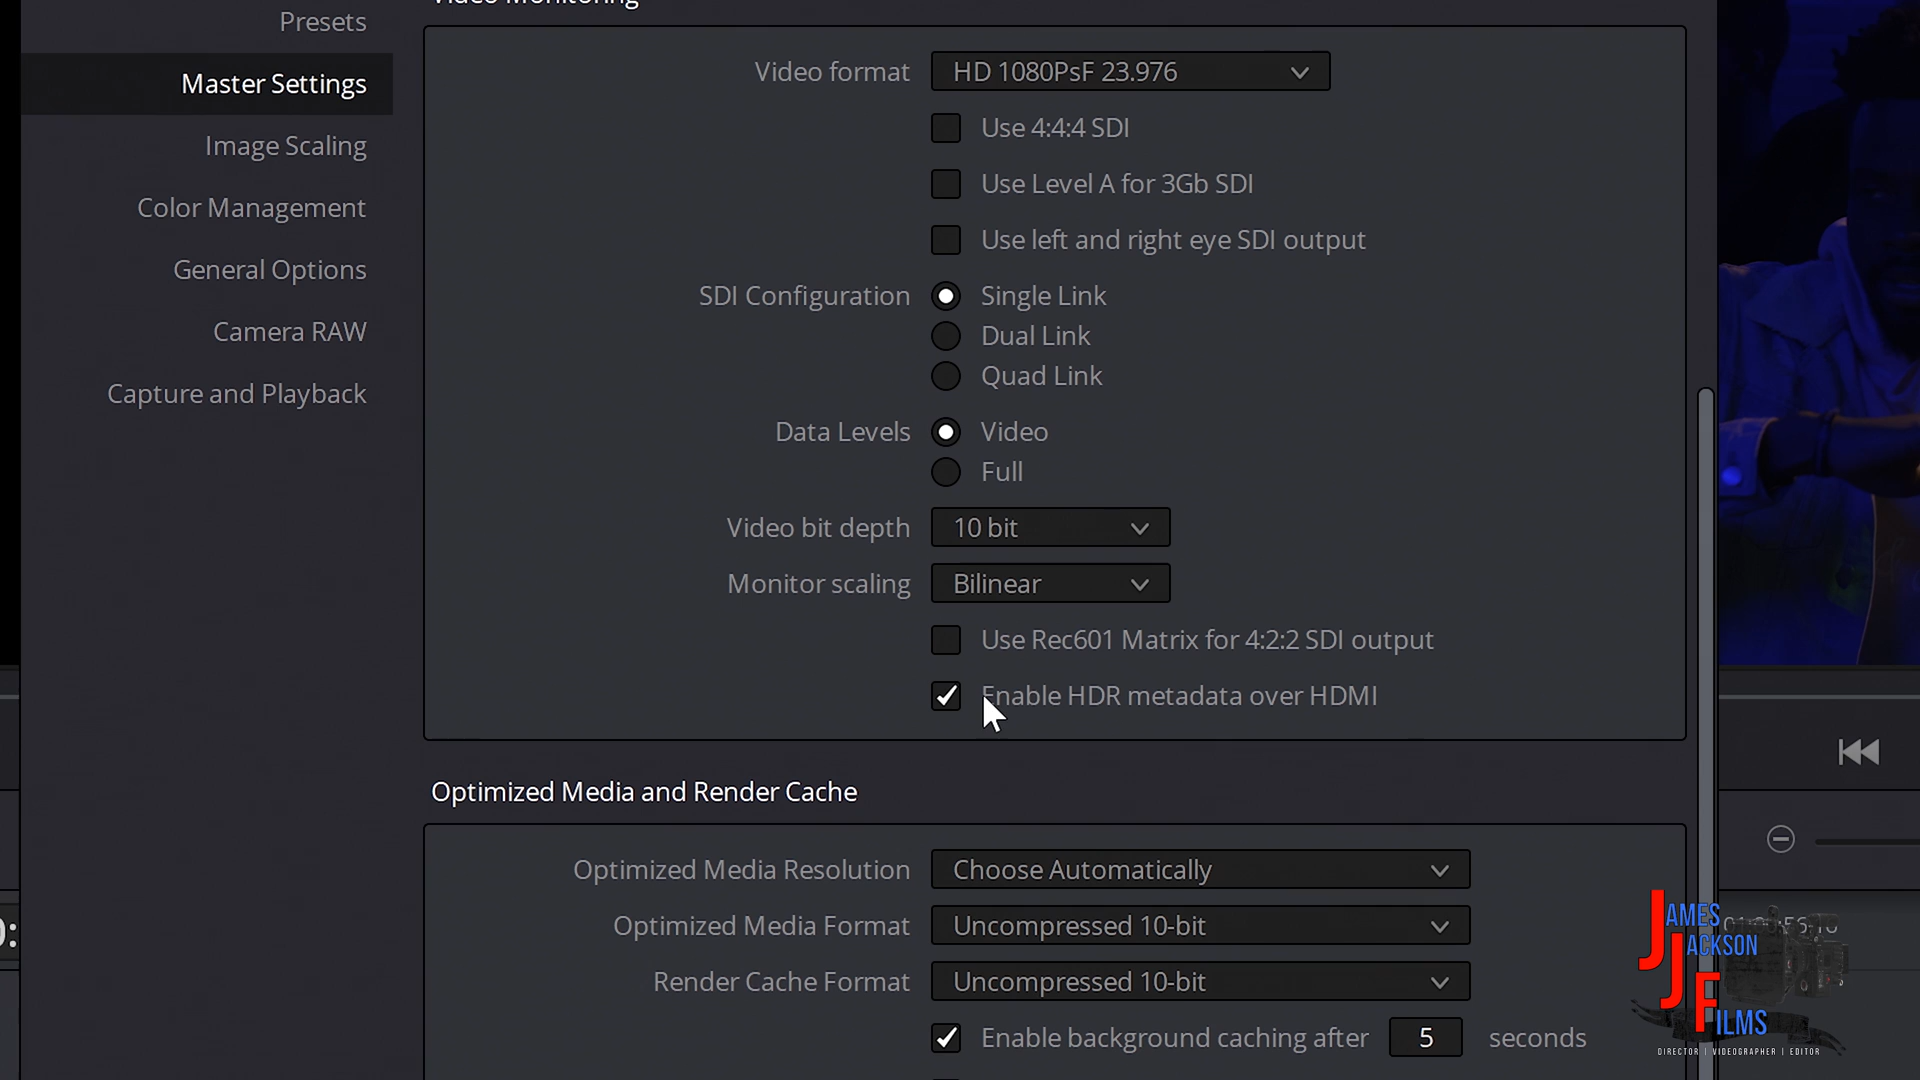 Video Monitoring
Presets
Master Settings
Image Scaling
Color Management
General Options
Camera RAW
Capture and Playback
Video format HD 1080PsF 23.976
Use 4:4:4 SDI
Use Level A for 3Gb SDI
Use left and right eye SDI output
SDI Configuration Single Link
Dual Link
Quad Link
Data Levels Video
Full
Video bit depth 10 bit
Monitor scaling Bilinear
Use Rec601 Matrix for 4:2:2 SDI output
Enable HDR metadata over HDMI
Optimized Media and Render Cache
Optimized Media Resolution Choose Automatically
Optimized Media Format Uncompressed 10-bit
Render Cache Format Uncompressed 10-bit
Enable background caching after 5 seconds
JAMES
JACKSON
FILMS
DIRECTOR | VIDEOGRAPHER | EDITOR